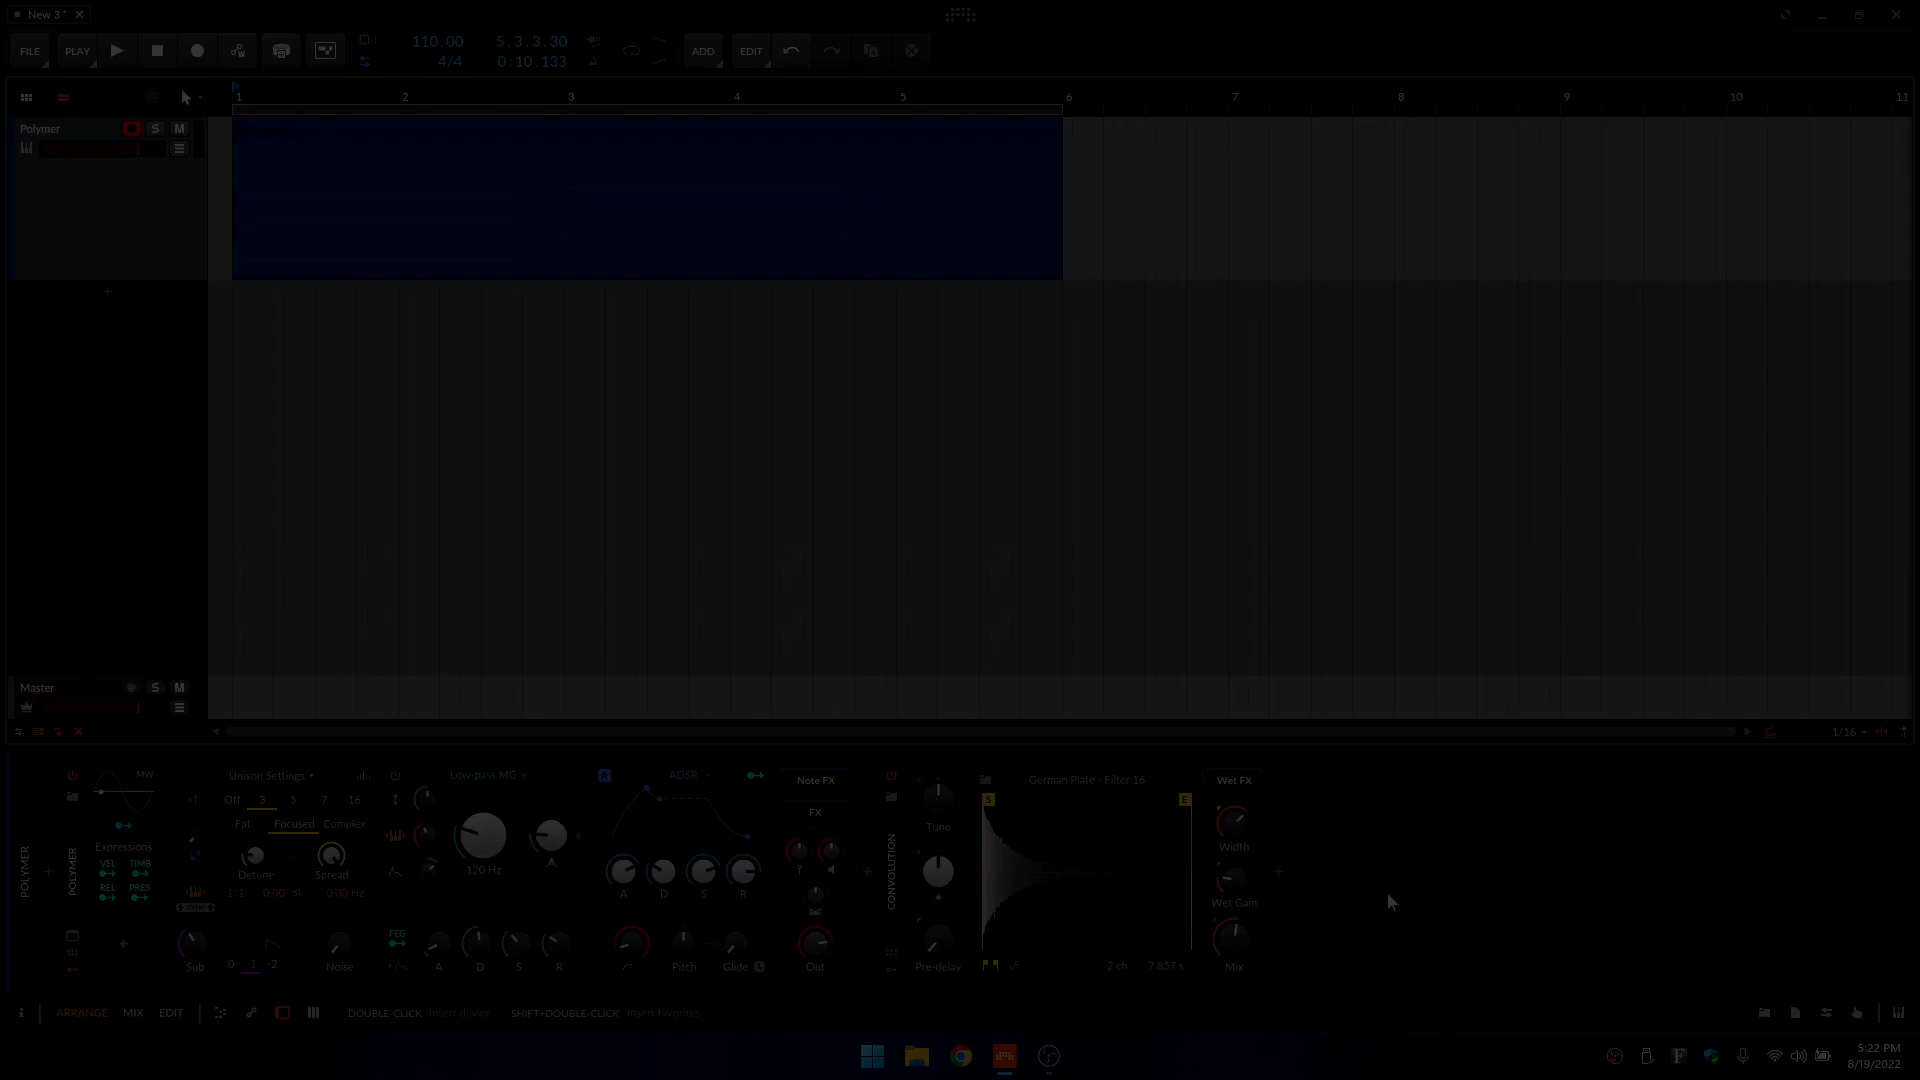 New 3 *
FILE PLAY 110.00 5.3.3.30 ADD EDIT
4/4 0:10.133
1 2 3 4 5 6 7 8 9 10 11
Polymer S M
Master S M
1/16
MW Unison Settings Low-pass MG A ADSR Note FX German Plate - Filter 16 Wet FX
Off 3 5 7 16 S E
FX
Fat Focused Complex Tune
Expressions Width
VEL TIMB
Detune Spread 120 Hz
REL PRES A D S R
1:1 0.00 st 0.00 Hz Wet Gain
POLYMER POLYMER CONVOLUTION
SYNC
FEG
Sub 0 -1 -2 Noise A D S R Pitch Glide L Out Pre-delay 2 ch 7.857 s Mix
i ARRANGE MIX EDIT DOUBLE-CLICK Insert device SHIFT+DOUBLE-CLICK Insert favorites
5:22 PM
8/19/2022